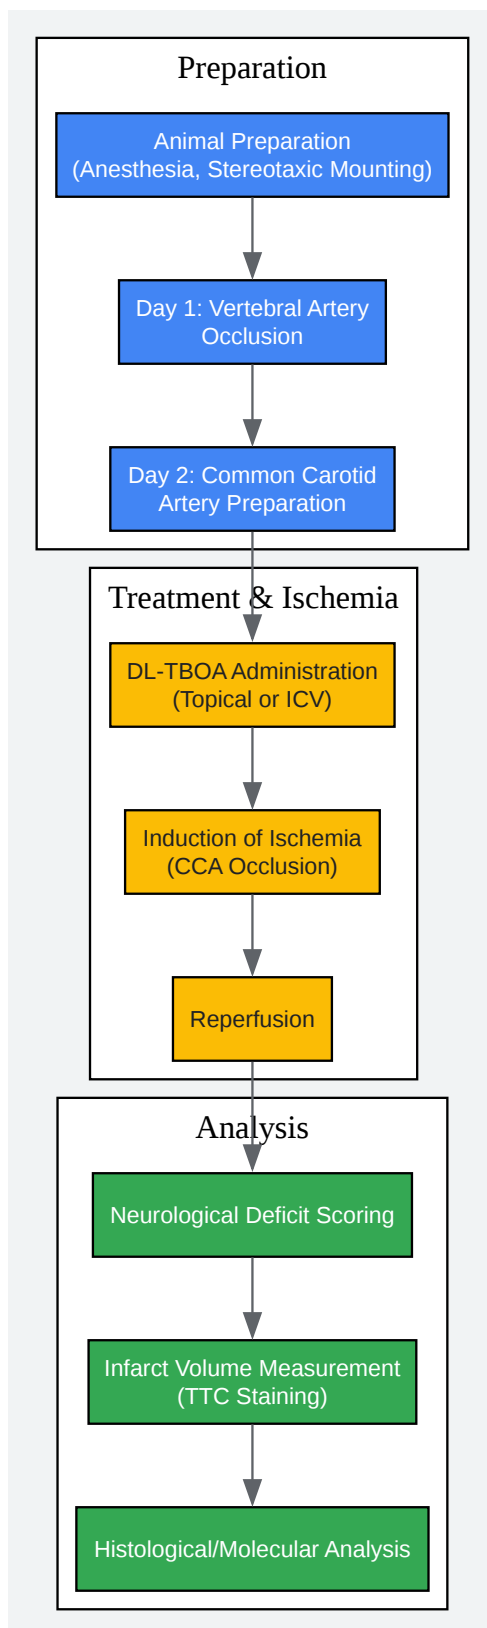 Preparation
Animal Preparation
(Anesthesia, Stereotaxic Mounting)
Day 1: Vertebral Artery
Occlusion
Day 2: Common Carotid
Artery Preparation
Treatment & Ischemia
DL-TBOA Administration
(Topical or ICV)
Induction of Ischemia
(CCA Occlusion)
Reperfusion
Analysis
Neurological Deficit Scoring
Infarct Volume Measurement
(TTC Staining)
Histological/Molecular Analysis